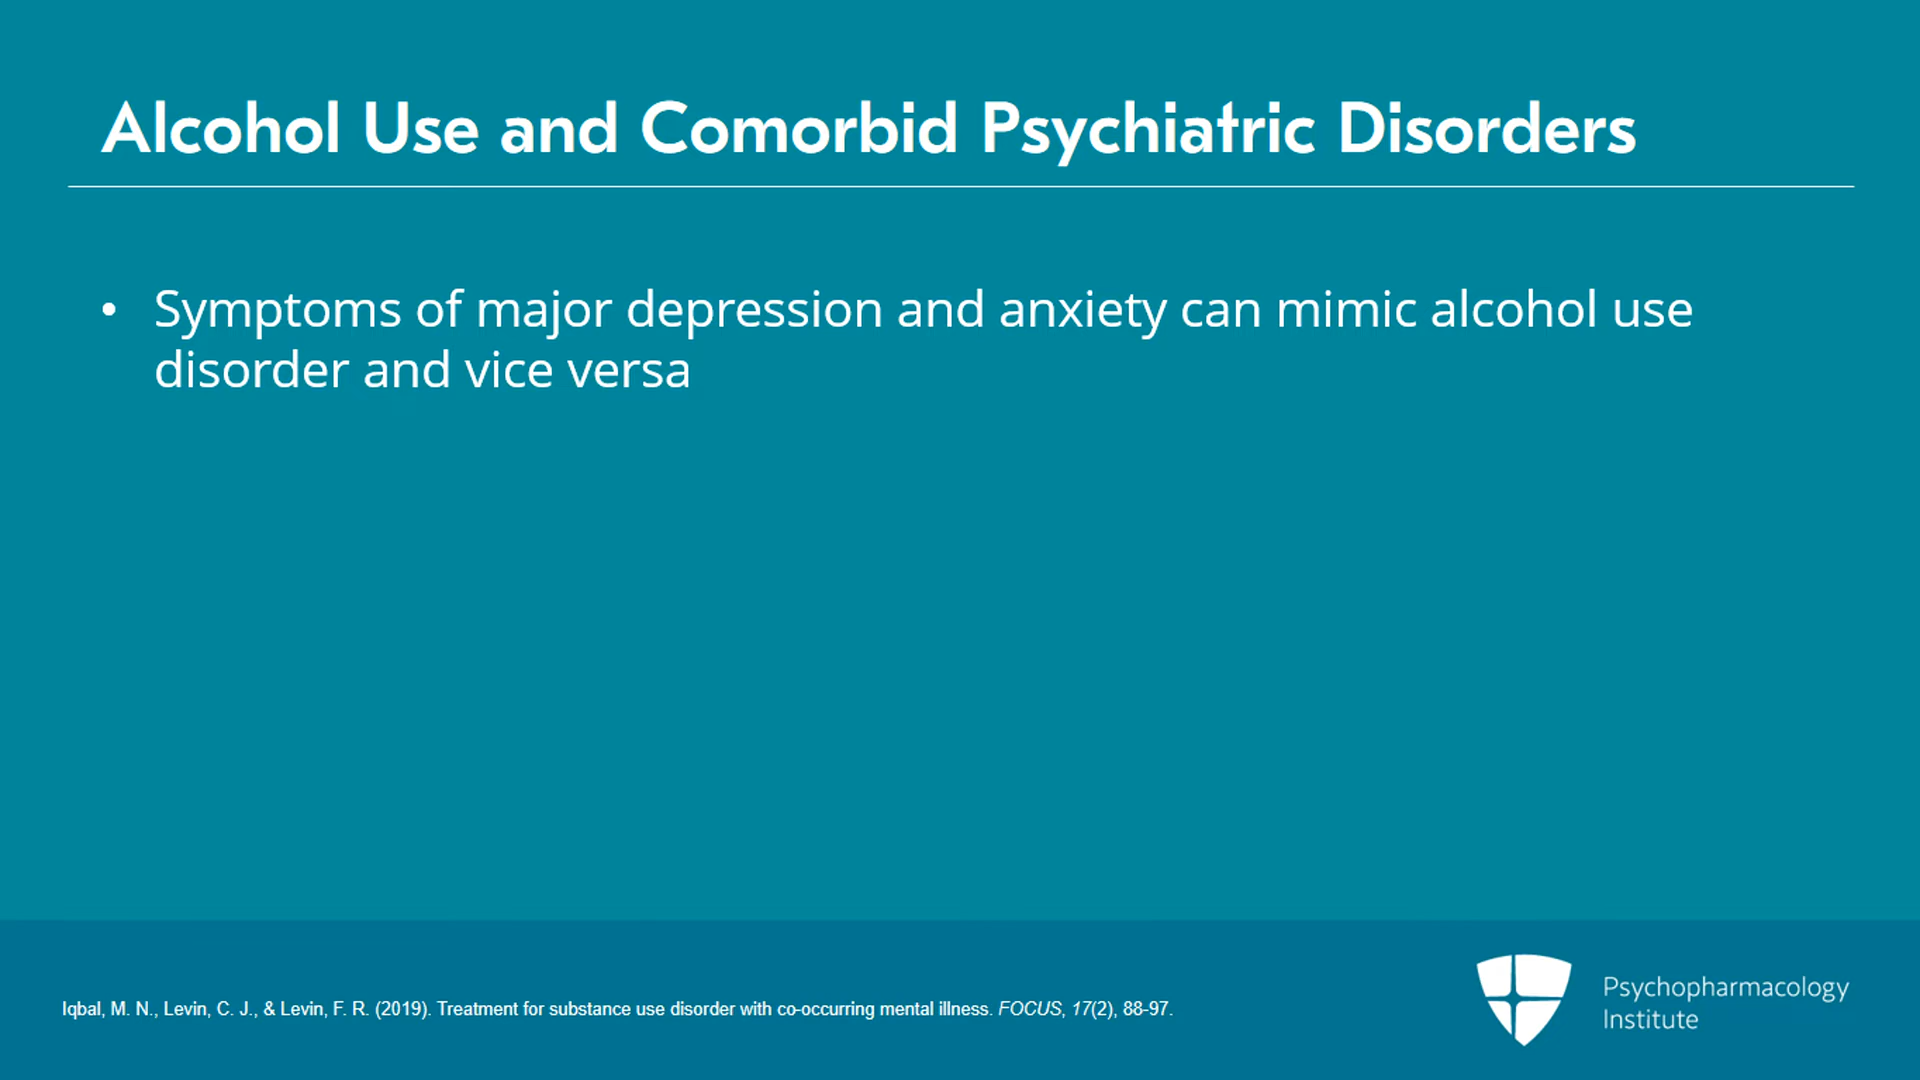 Alcohol Use and Comorbid Psychiatric Disorders
• Symptoms of major depression and anxiety can mimic alcohol use
disorder and vice versa
Iqbal, M. N., Levin, C. J., & Levin, F. R. (2019). Treatment for substance use disorder with co-occurring mental illness. FOCUS, 17(2), 88-97.
Psychopharmacology
Institute